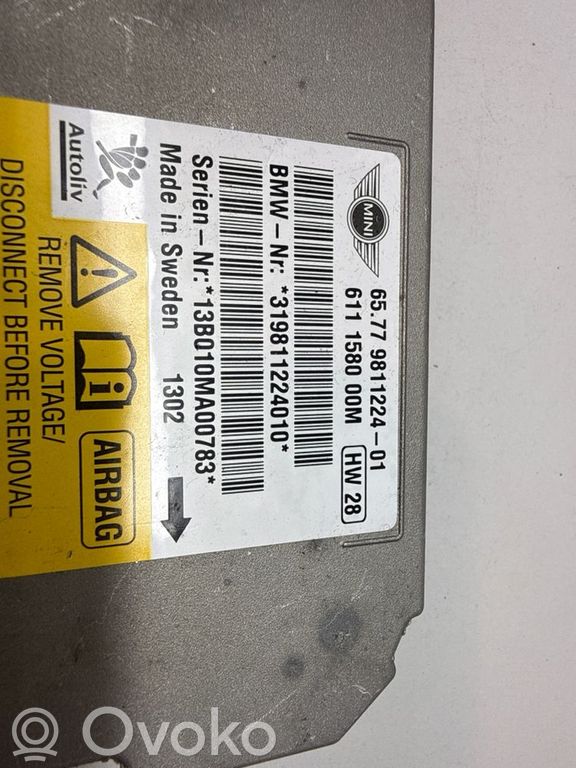 MINI
65.77 9811224-01
611 1580 00M
HW 28
BMW-Nr: *319811224010*
Serien-Nr:*13B010MA00783*
Made in Sweden 1302
Autoliv
AIRBAG
REMOVE VOLTAGE/
DISCONNECT BEFORE REMOVAL
Ovoko